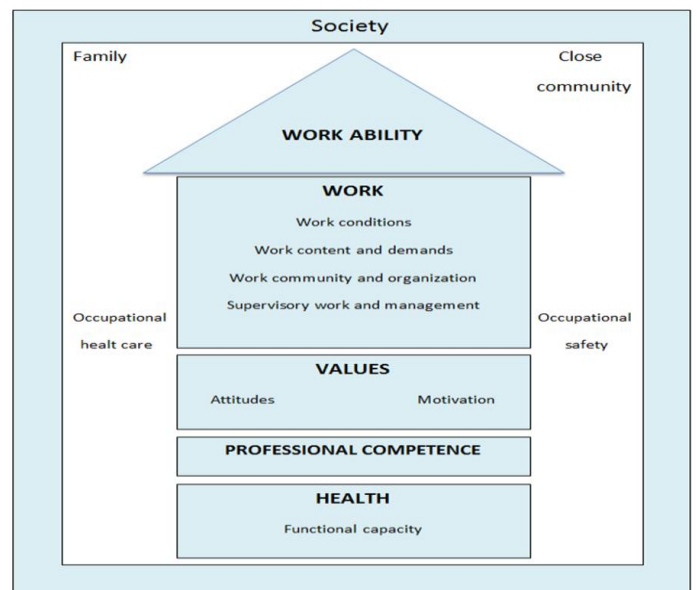 Society
Family
Close
community
WORK ABILITY
WORK
Work conditions
Work content and demands
Work community and organization
Supervisory work and management
Occupational
healt care
Occupational
safety
VALUES
Attitudes
Motivation
PROFESSIONAL COMPETENCE
HEALTH
Functional capacity